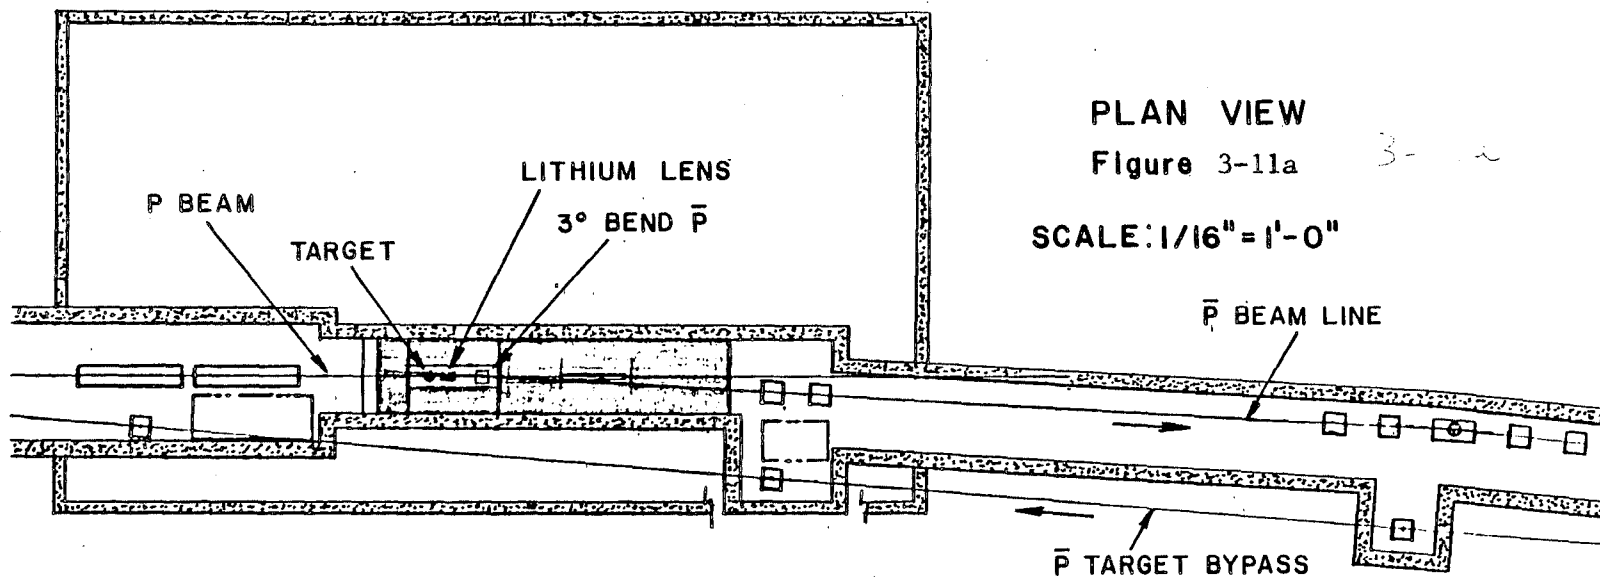 PLAN VIEW
Figure 3-11a
SCALE: 1/16" = 1'-0"
LITHIUM LENS
3° BEND P̅
P BEAM
TARGET
P̅ BEAM LINE
P̅ TARGET BYPASS